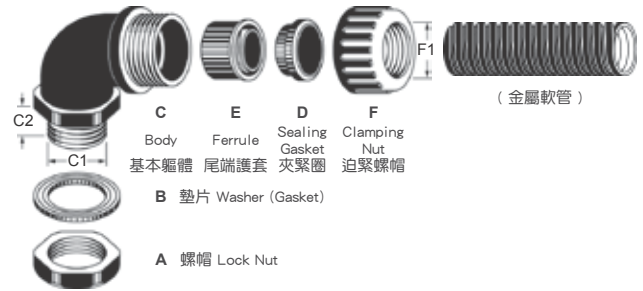 F1
(金屬軟管)
C2
C1
C E D F
Body Ferrule Sealing Gasket Clamping Nut
基本軀體 尾端護套 夾緊圈 迫緊螺帽
B 墊片 Washer (Gasket)
A 螺帽 Lock Nut